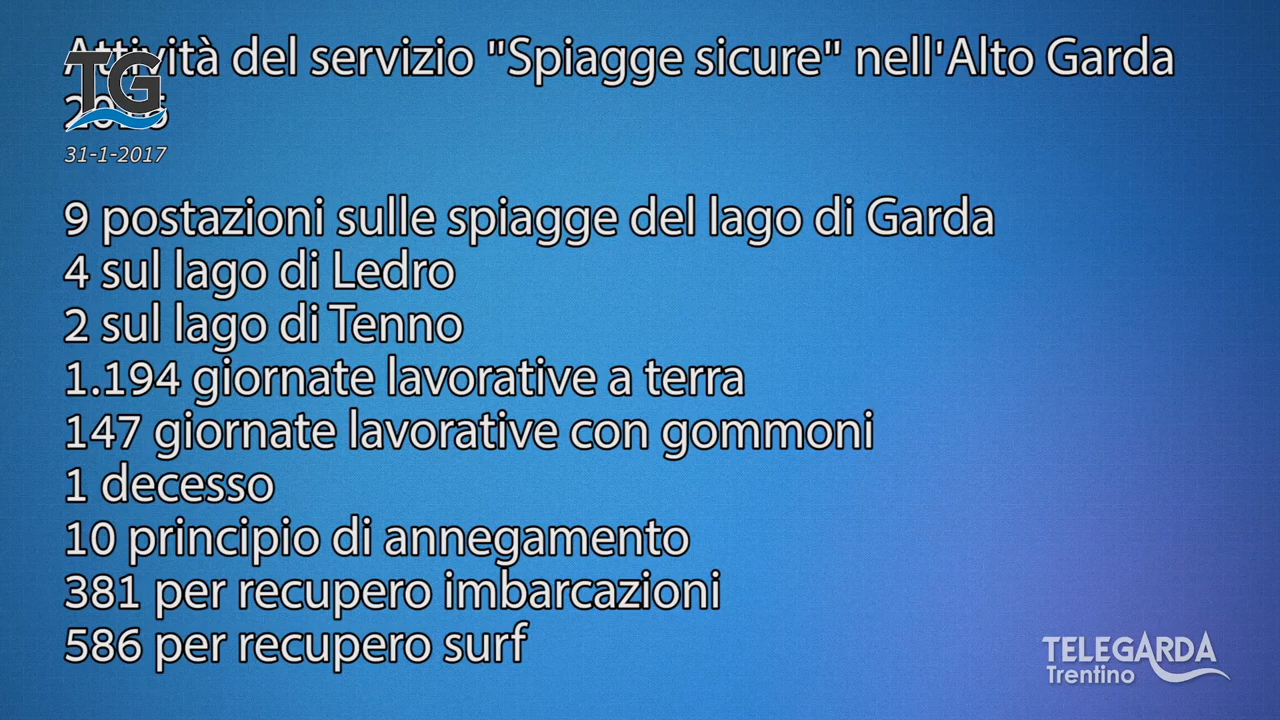 Attività del servizio "Spiagge sicure" nell'Alto Garda
TG
31-1-2017
9 postazioni sulle spiagge del lago di Garda
4 sul lago di Ledro
2 sul lago di Tenno
1.194 giornate lavorative a terra
147 giornate lavorative con gommoni
1 decesso
10 principio di annegamento
381 per recupero imbarcazioni
586 per recupero surf
TELEGARDA
Trentino